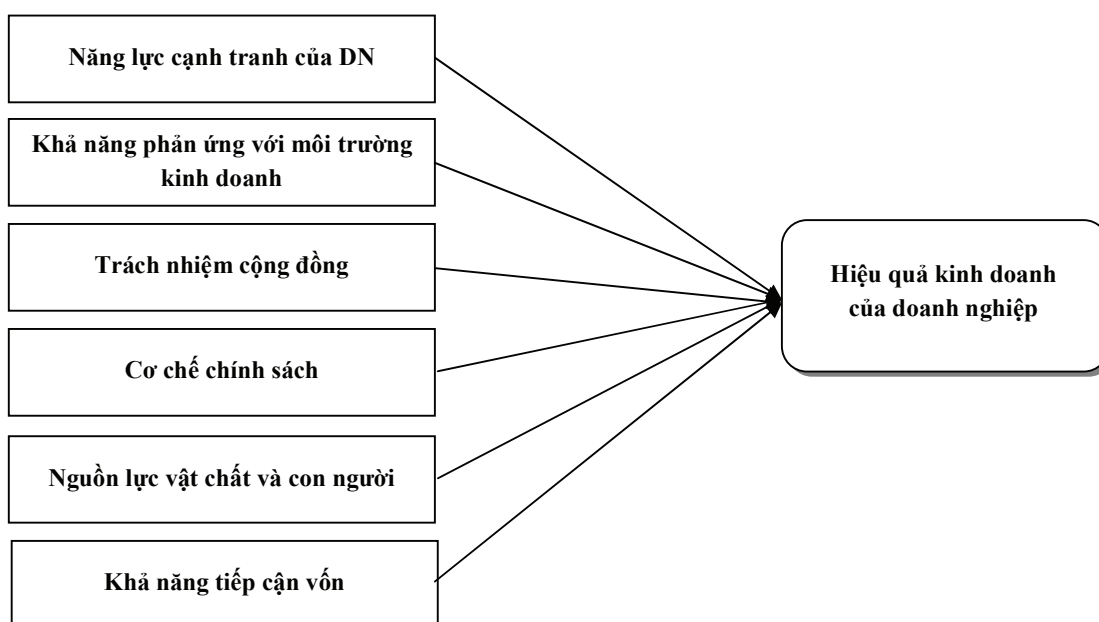 Năng lực cạnh tranh của DN
Khả năng phản ứng với môi trường
kinh doanh
Trách nhiệm cộng đồng
Cơ chế chính sách
Nguồn lực vật chất và con người
Khả năng tiếp cận vốn
Hiệu quả kinh doanh
của doanh nghiệp